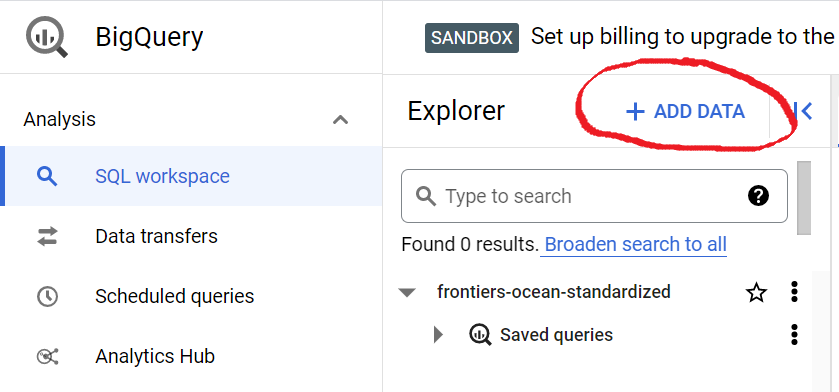 BigQuery
SANDBOX Set up billing to upgrade to the
Analysis
Explorer
+ ADD DATA
SQL workspace
Type to search
Data transfers
Found 0 results. Broaden search to all
Scheduled queries
frontiers-ocean-standardized
Saved queries
Analytics Hub